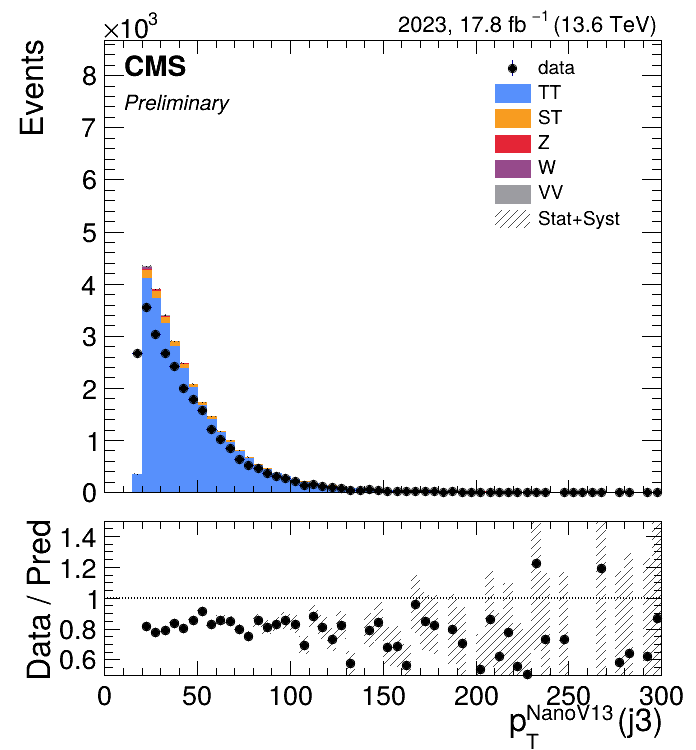 ×10³
2023, 17.8 fb⁻¹ (13.6 TeV)
CMS
Preliminary
Events
data
TT
ST
Z
W
VV
Stat+Syst
8
7
6
5
4
3
2
1
0
Data / Pred
1.4
1.2
1
0.8
0.6
0 50 100 150 200 250 300
p_T^NanoV13 (j3)